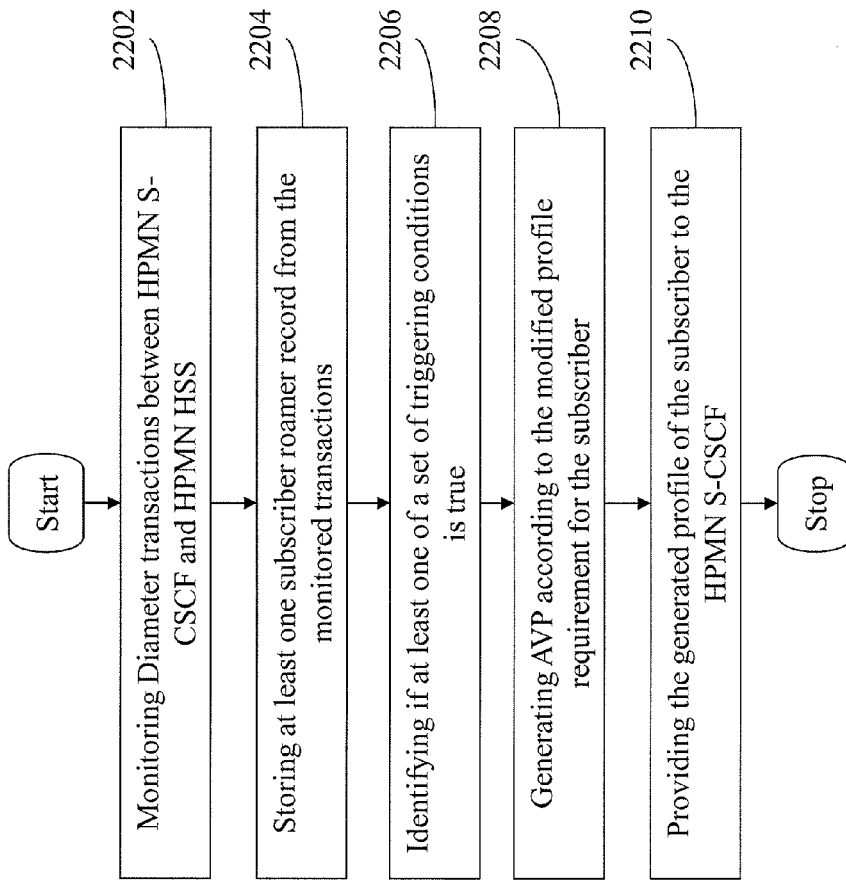 Start
Monitoring Diameter transactions between HPMN S-
CSCF and HPMN HSS
2202
Storing at least one subscriber roamer record from the
monitored transactions
2204
Identifying if at least one of a set of triggering conditions
is true
2206
Generating AVP according to the modified profile
requirement for the subscriber
2208
Providing the generated profile of the subscriber to the
HPMN S-CSCF
2210
Stop